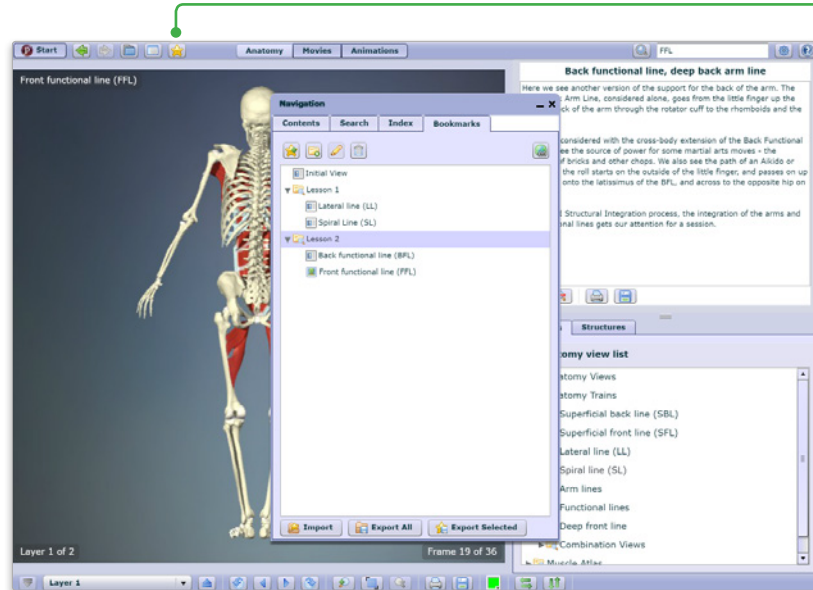 Start
Anatomy Movies Animations
FFL
Front functional line (FFL)
Back functional line, deep back arm line
Here we see another version of the support for the back of the arm. The
Arm Line, considered alone, goes from the little finger up the
of the arm through the rotator cuff to the rhomboids and the
considered with the cross-body extension of the Back Functional
the source of power for some martial arts moves - the
of bricks and other chops. We also see the path of an Aikido or
the roll starts on the outside of the little finger, and passes on up
onto the latissimus of the BFL, and across to the opposite hip on
Structural Integration process, the integration of the arms and
lines gets our attention for a session.
Navigation
Contents Search Index Bookmarks
Initial View
Lesson 1
Lateral line (LL)
Spiral Line (SL)
Lesson 2
Back functional line (BFL)
Front functional line (FFL)
Import Export All Export Selected
Structures
view list
Views
Trains
Superficial back line (SBL)
Superficial front line (SFL)
Lateral line (LL)
Spiral line (SL)
Arm lines
Functional lines
Deep front line
Combination Views
Muscle Atlas
Layer 1 of 2
Frame 19 of 36
Layer 1